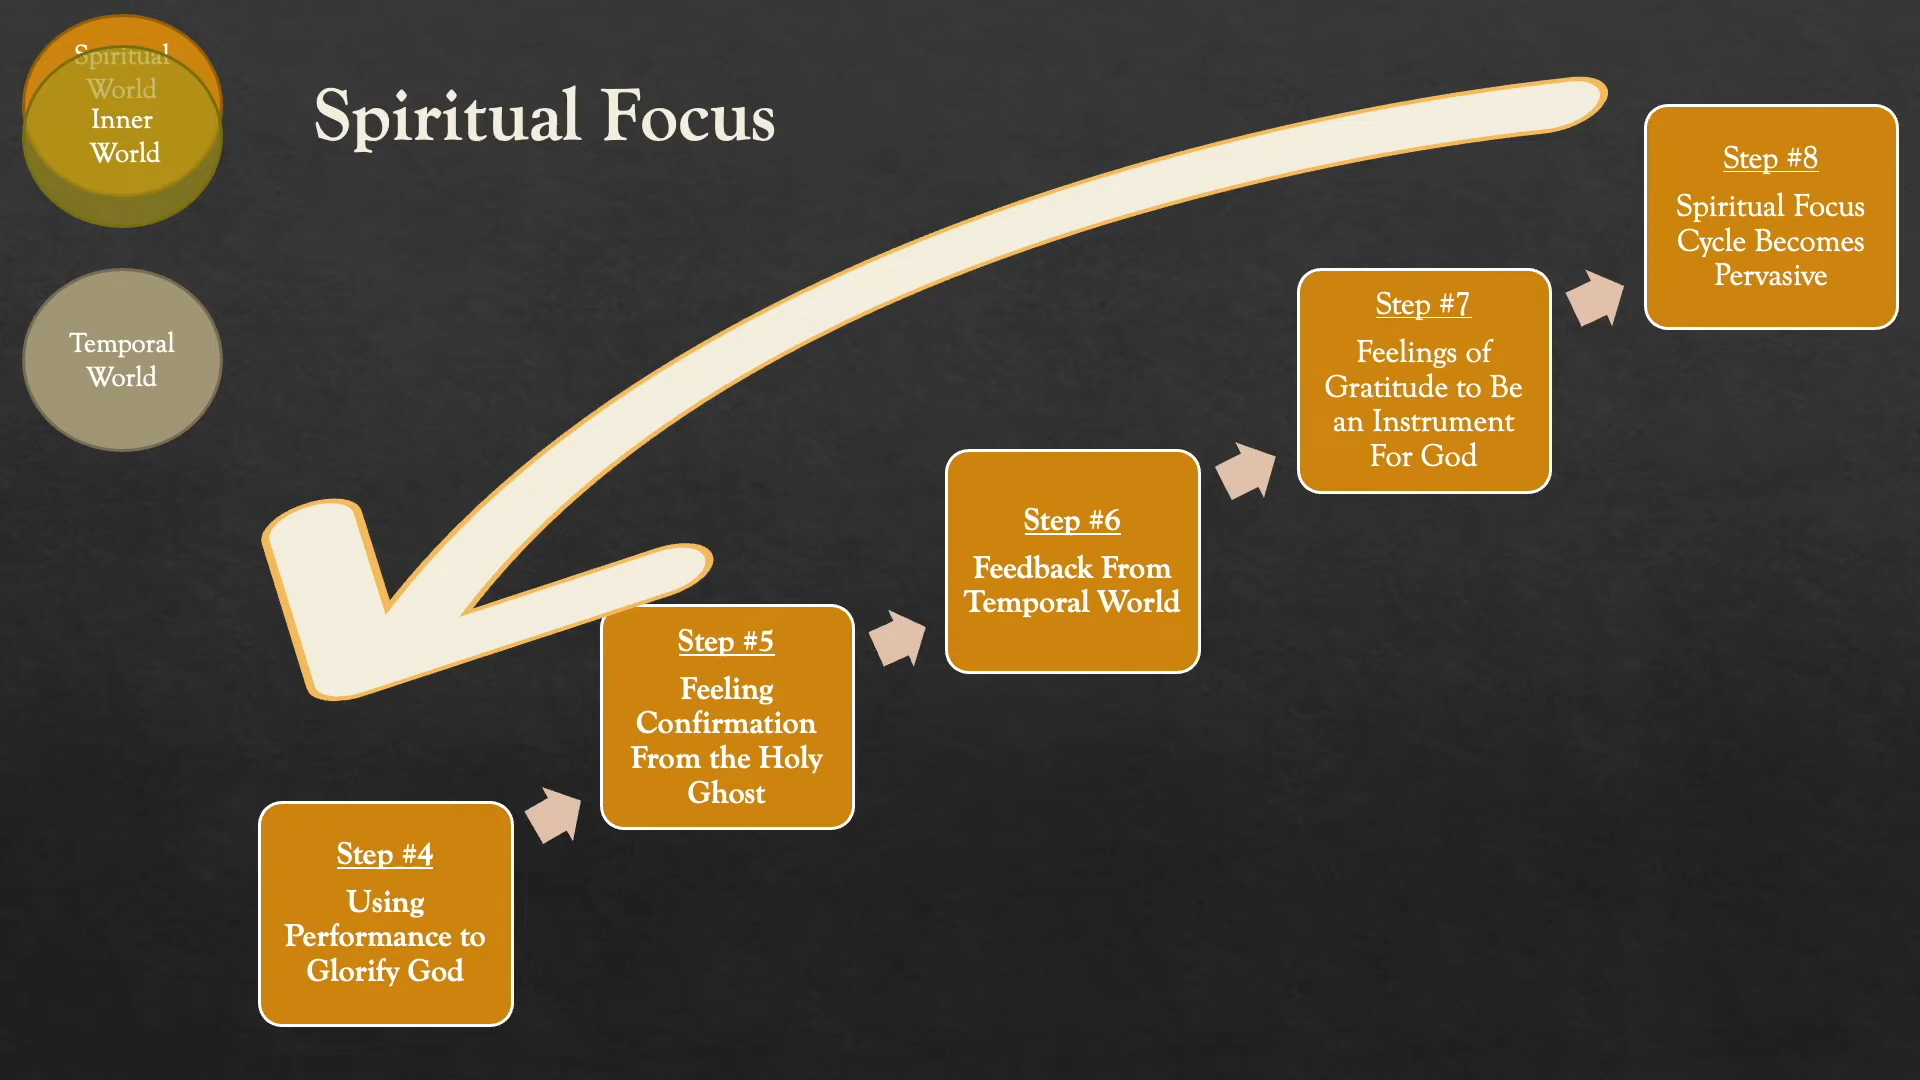 Spiritual
World
Inner
World
Temporal
World
Spiritual Focus
Step #4
Using
Performance to
Glorify God
Step #5
Feeling
Confirmation
From the Holy
Ghost
Step #6
Feedback From
Temporal World
Step #7
Feelings of
Gratitude to Be
an Instrument
For God
Step #8
Spiritual Focus
Cycle Becomes
Pervasive